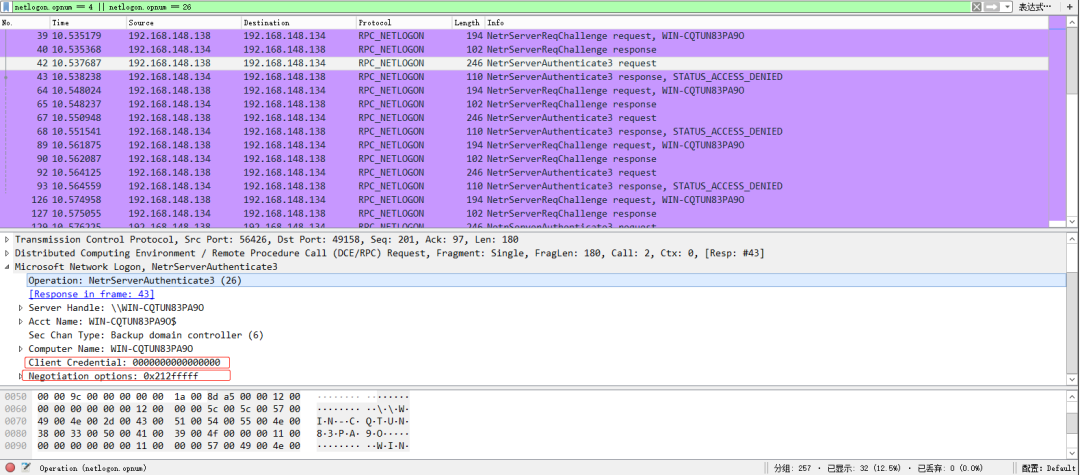 netlogon.opnum == 4 || netlogon.opnum == 26 表达式… +
No. Time Source Destination Protocol Length Info
39 10.535179 192.168.148.138 192.168.148.134 RPC_NETLOGON 194 NetrServerReqChallenge request, WIN-CQTUN83PA9O
40 10.535368 192.168.148.134 192.168.148.138 RPC_NETLOGON 102 NetrServerReqChallenge response
42 10.537687 192.168.148.138 192.168.148.134 RPC_NETLOGON 246 NetrServerAuthenticate3 request
43 10.538238 192.168.148.134 192.168.148.138 RPC_NETLOGON 110 NetrServerAuthenticate3 response, STATUS_ACCESS_DENIED
64 10.548024 192.168.148.138 192.168.148.134 RPC_NETLOGON 194 NetrServerReqChallenge request, WIN-CQTUN83PA9O
65 10.548237 192.168.148.134 192.168.148.138 RPC_NETLOGON 102 NetrServerReqChallenge response
67 10.550948 192.168.148.138 192.168.148.134 RPC_NETLOGON 246 NetrServerAuthenticate3 request
68 10.551541 192.168.148.134 192.168.148.138 RPC_NETLOGON 110 NetrServerAuthenticate3 response, STATUS_ACCESS_DENIED
89 10.561875 192.168.148.138 192.168.148.134 RPC_NETLOGON 194 NetrServerReqChallenge request, WIN-CQTUN83PA9O
90 10.562087 192.168.148.134 192.168.148.138 RPC_NETLOGON 102 NetrServerReqChallenge response
92 10.564125 192.168.148.138 192.168.148.134 RPC_NETLOGON 246 NetrServerAuthenticate3 request
93 10.564559 192.168.148.134 192.168.148.138 RPC_NETLOGON 110 NetrServerAuthenticate3 response, STATUS_ACCESS_DENIED
126 10.574958 192.168.148.138 192.168.148.134 RPC_NETLOGON 194 NetrServerReqChallenge request, WIN-CQTUN83PA9O
127 10.575055 192.168.148.134 192.168.148.138 RPC_NETLOGON 102 NetrServerReqChallenge response
129 10.576225 192.168.148.138 192.168.148.134 RPC_NETLOGON 246 NetrServerAuthenticate3 request
Transmission Control Protocol, Src Port: 56426, Dst Port: 49158, Seq: 201, Ack: 97, Len: 180
Distributed Computing Environment / Remote Procedure Call (DCE/RPC) Request, Fragment: Single, FragLen: 180, Call: 2, Ctx: 0, [Resp: #43]
Microsoft Network Logon, NetrServerAuthenticate3
Operation: NetrServerAuthenticate3 (26)
[Response in frame: 43]
Server Handle: \\WIN-CQTUN83PA9O
Acct Name: WIN-CQTUN83PA9O$
Sec Chan Type: Backup domain controller (6)
Computer Name: WIN-CQTUN83PA9O
Client Credential: 0000000000000000
Negotiation options: 0x212fffff
0050 00 00 9c 00 00 00 00 00 1a 00 8d a5 00 00 12 00 ········ ········
0060 00 00 00 00 00 00 12 00 00 00 5c 00 5c 00 57 00 ········ ··\·\·W·
0070 49 00 4e 00 2d 00 43 00 51 00 54 00 55 00 4e 00 I·N·-·C· Q·T·U·N·
0080 38 00 33 00 50 00 41 00 39 00 4f 00 00 00 11 00 8·3·P·A· 9·O·····
0090 00 00 00 00 00 00 11 00 00 00 57 00 49 00 4e 00 ········ ··W·I·N·
Operation (netlogon.opnum) 分组: 257 · 已显示: 32 (12.5%) · 已丢弃: 0 (0.0%) 配置: Default